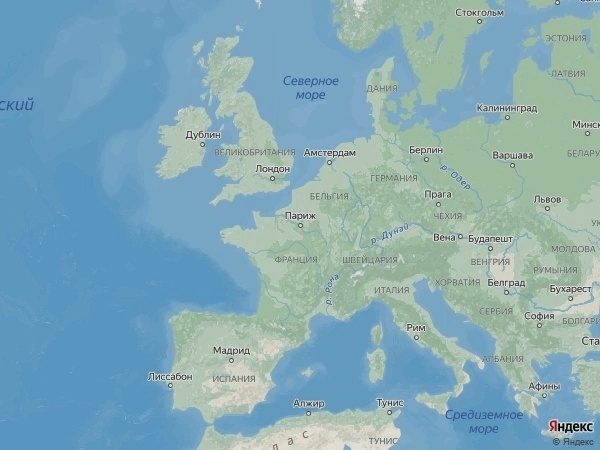 Стокгольм
ЭСТОНИЯ
Северное
море
ЛАТВИЯ
ДАНИЯ
ский
Калининград
Дублин
Минск
ВЕЛИКОБРИТАНИЯ
Амстердам
Берлин
Варшава
БЕЛАРУ
Лондон
р. Одер
ГЕРМАНИЯ
БЕЛЬГИЯ
Прага
Львов
Париж
ЧЕХИЯ
р. Дунай
Вена
Будапешт
МОЛДОВА
ФРАНЦИЯ
ШВЕЙЦАРИЯ
ВЕНГРИЯ
РУМЫНИЯ
р. Рона
ИТАЛИЯ
ХОРВАТИЯ
Белград
Бухарест
СЕРБИЯ
София
БОЛГАРИ
Рим
Ста
Мадрид
АЛБАНИЯ
Лиссабон
ИСПАНИЯ
Афины
Алжир
Тунис
Средиземное
море
Л А С
ТУНИС
Яндекс
© Яндекс